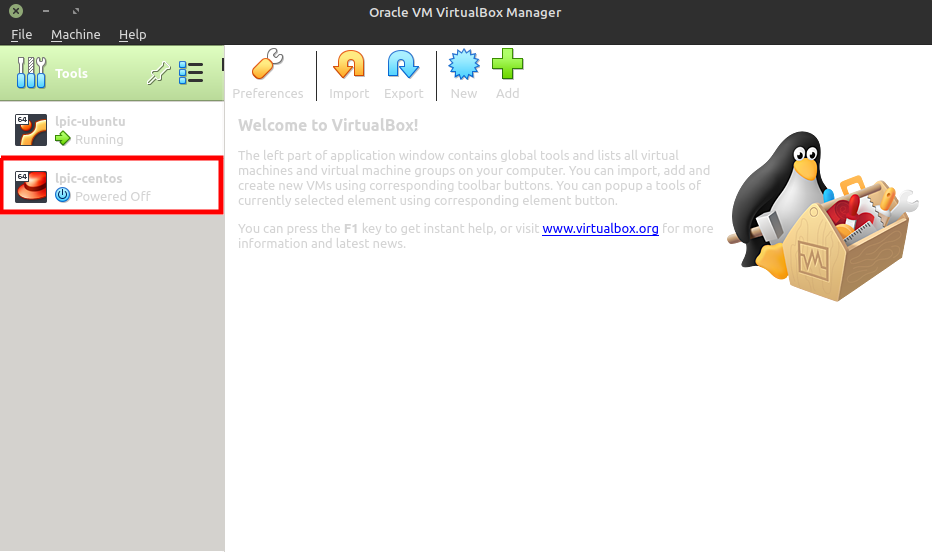 Oracle VM VirtualBox Manager
File Machine Help
Tools
Preferences Import Export New Add
64
lpic-ubuntu
Running
64
lpic-centos
Powered Off
Welcome to VirtualBox!
The left part of application window contains global tools and lists all virtual
machines and virtual machine groups on your computer. You can import, add and
create new VMs using corresponding toolbar buttons. You can popup a tools of
currently selected element using corresponding element button.
You can press the F1 key to get instant help, or visit www.virtualbox.org for more
information and latest news.